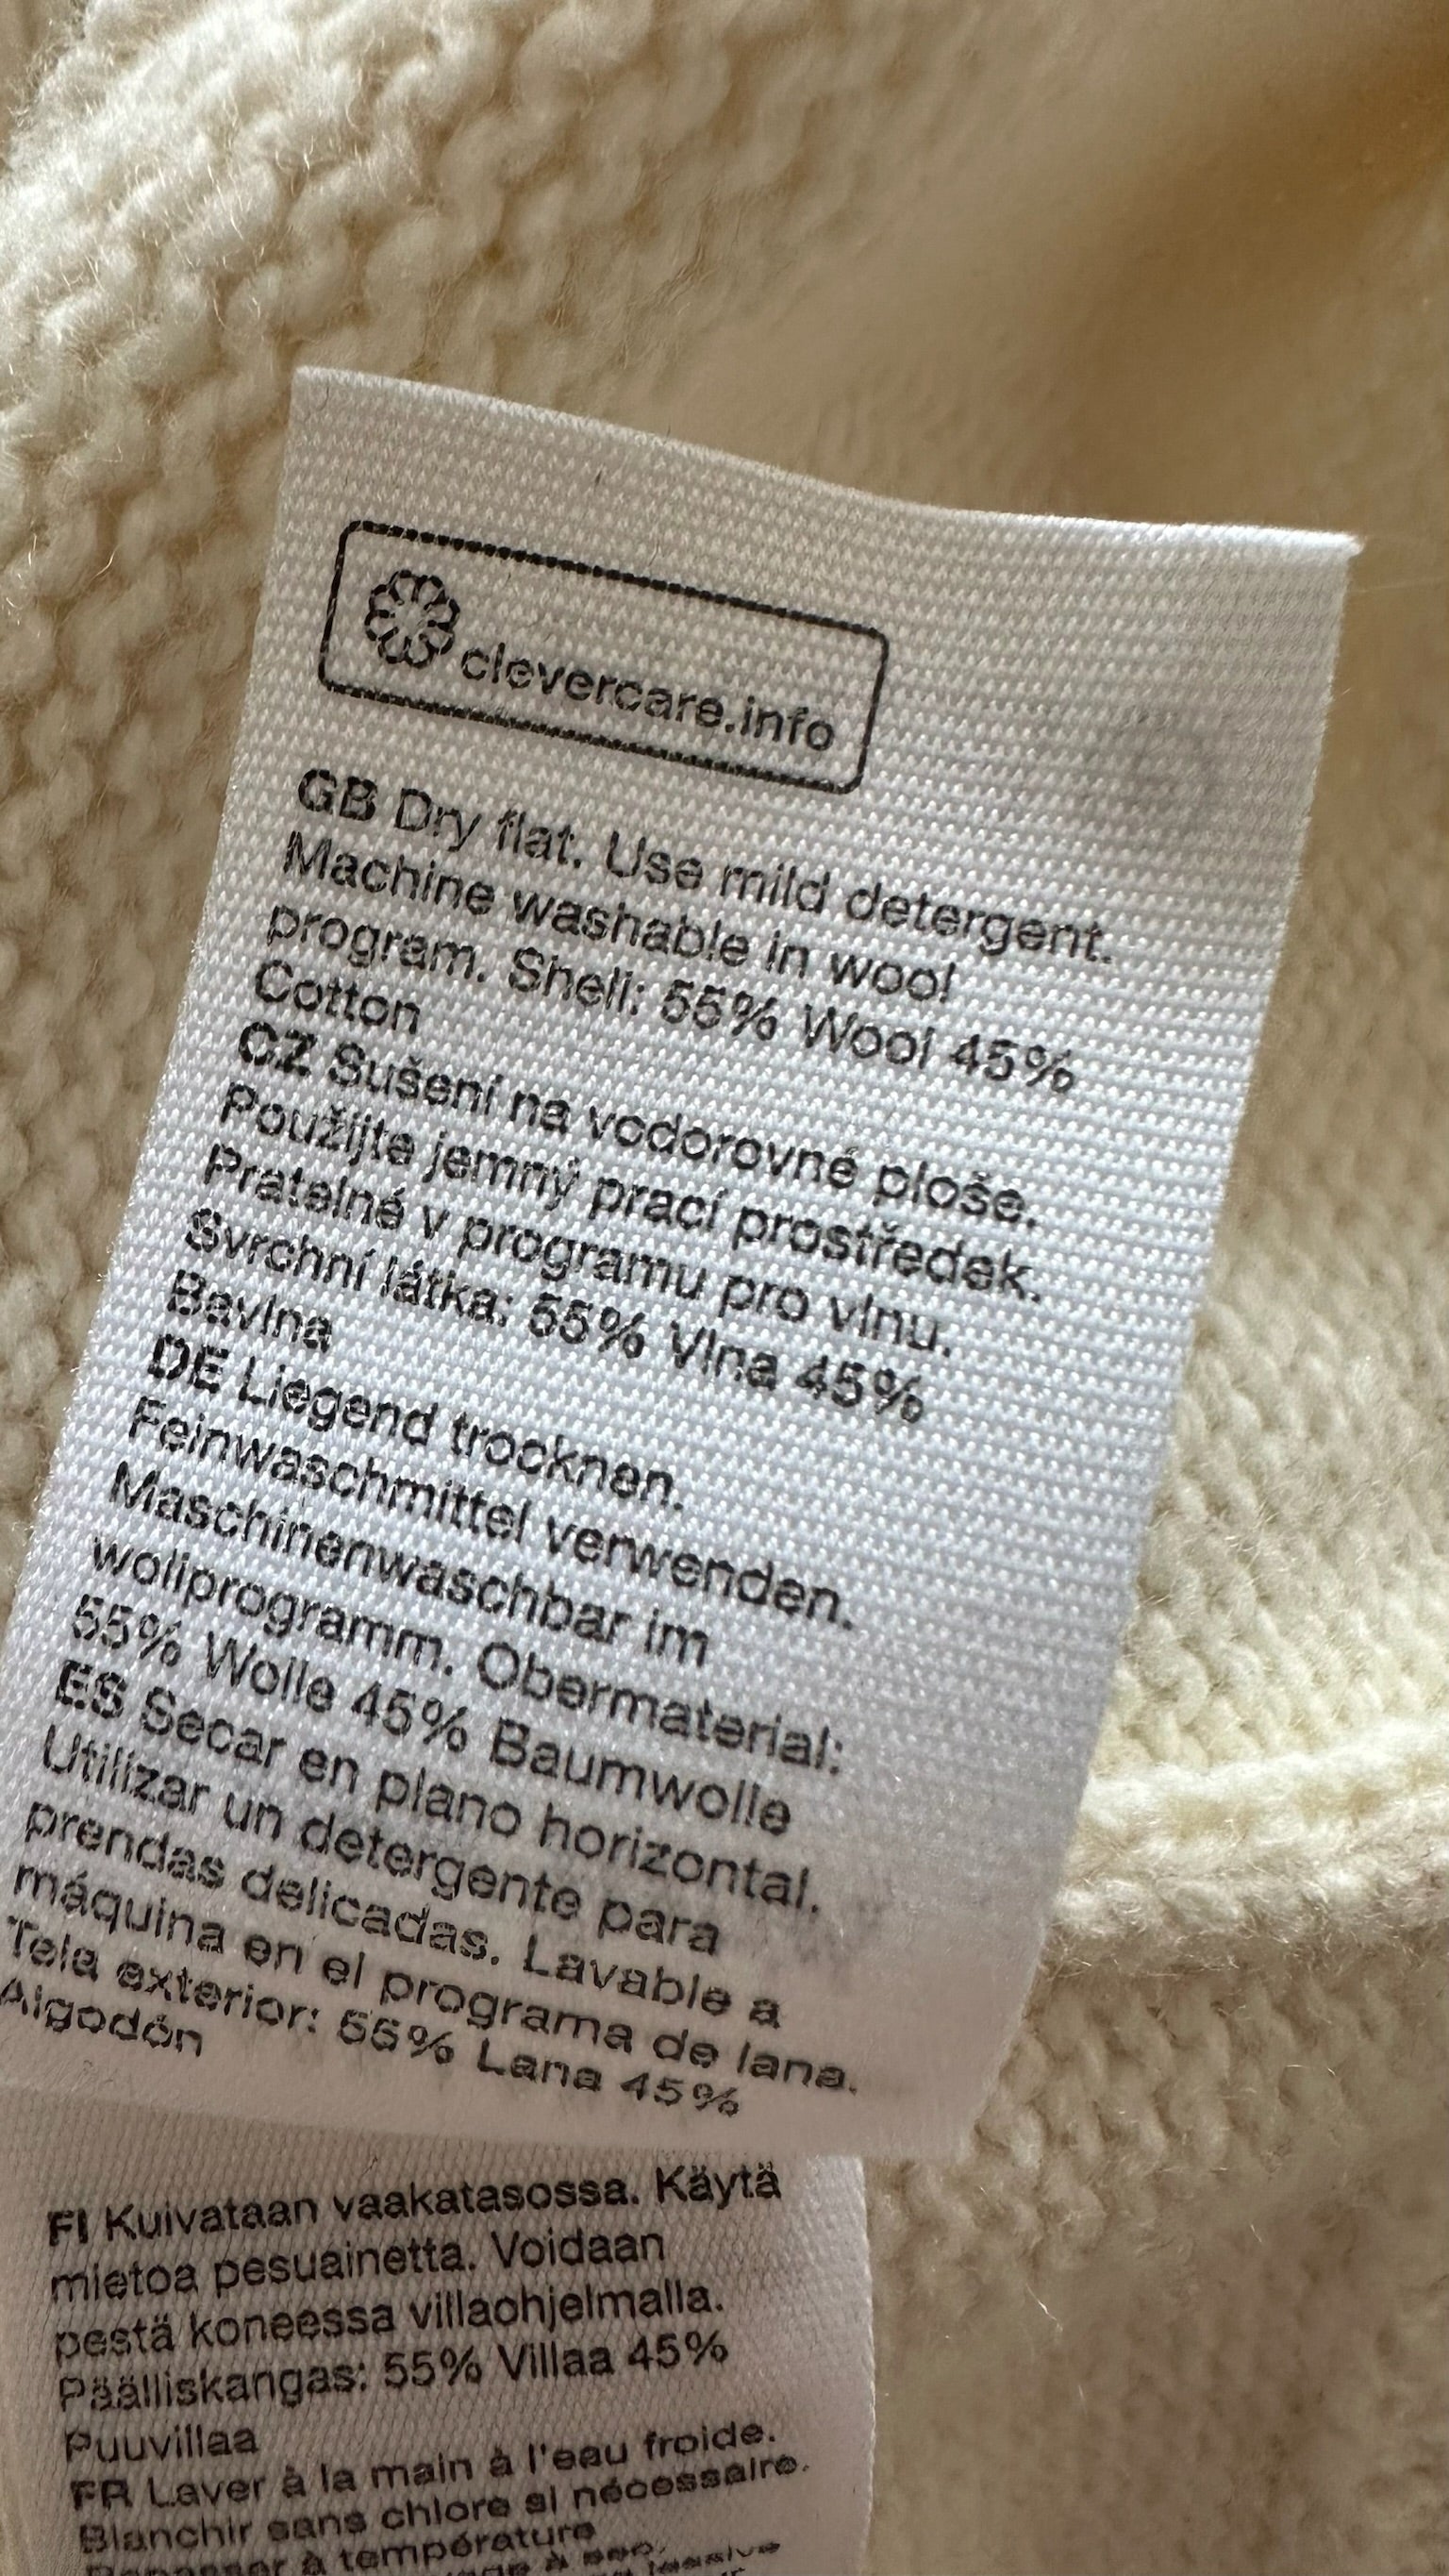 clevercare.info
GB Dry flat. Use mild detergent.
Machine washable in wool
program. Shell: 55% Wool 45%
Cotton
CZ Sušení na vodorovné ploše.
Použijte jemný prací prostředek.
Pratelné v programu pro vlnu.
Svrchní látka: 55% Vlna 45%
Bavlna
DE Liegend trocknen.
Feinwaschmittel verwenden.
Maschinenwaschbar im
wollprogramm. Obermaterial:
55% Wolle 45% Baumwolle
ES Secar en plano horizontal.
Utilizar un detergente para
prendas delicadas. Lavable a
máquina en el programa de lana.
Tela exterior: 55% Lana 45%
Algodón
FI Kuivataan vaakatasossa. Käytä
mietoa pesuainetta. Voidaan
pestä koneessa villaohjelmalla.
Päälliskangas: 55% Villaa 45%
Puuvillaa
FR Laver à la main à l'eau froide.
Blanchir sans chlore si nécessaire.
Repasser à température